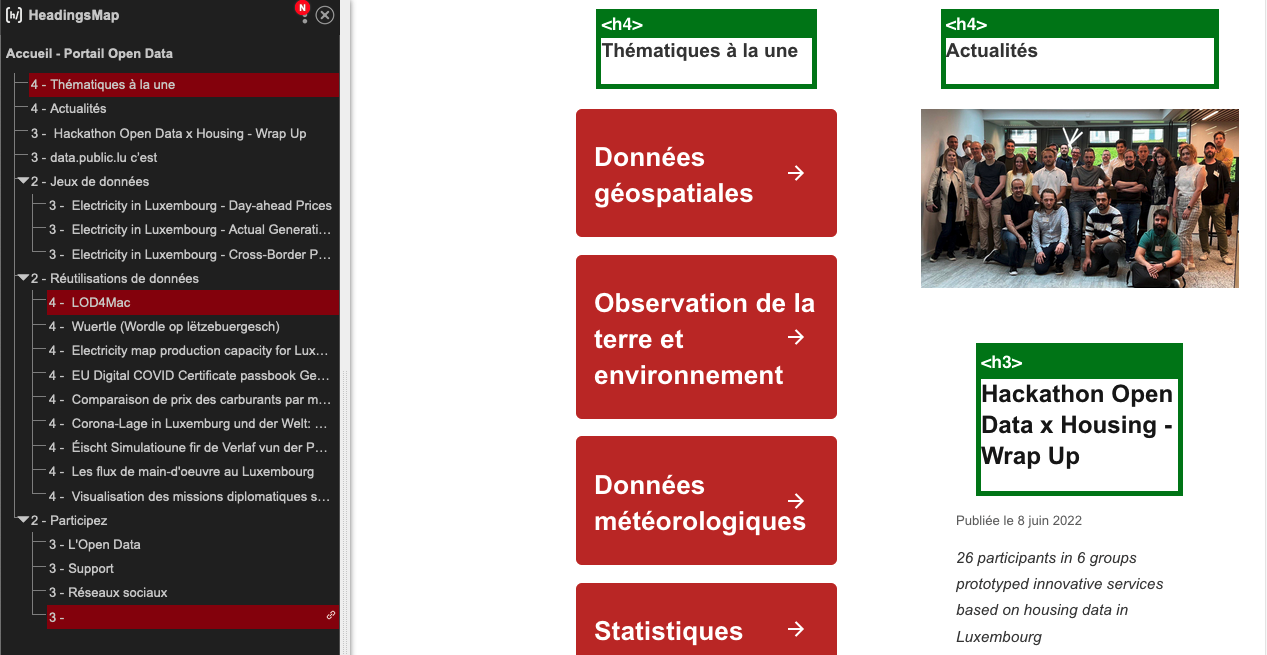 [h] HeadingsMap
N
Accueil - Portail Open Data
4 - Thématiques à la une
4 - Actualités
3 - Hackathon Open Data x Housing - Wrap Up
3 - data.public.lu c'est
2 - Jeux de données
3 - Electricity in Luxembourg - Day-ahead Prices
3 - Electricity in Luxembourg - Actual Generati...
3 - Electricity in Luxembourg - Cross-Border P...
2 - Réutilisations de données
4 - LOD4Mac
4 - Wuertle (Wordle op lëtzebuergesch)
4 - Electricity map production capacity for Lux...
4 - EU Digital COVID Certificate passbook Ge...
4 - Comparaison de prix des carburants par m...
4 - Corona-Lage in Luxemburg und der Welt: ...
4 - Éischt Simulatioune fir de Verlaf vun der P...
4 - Les flux de main-d'oeuvre au Luxembourg
4 - Visualisation des missions diplomatiques s...
2 - Participez
3 - L'Open Data
3 - Support
3 - Réseaux sociaux
3 -
<h4>
Thématiques à la une
Données
géospatiales
Observation de la
terre et
environnement
Données
météorologiques
Statistiques
<h4>
Actualités
<h3>
Hackathon Open
Data x Housing -
Wrap Up
Publiée le 8 juin 2022
26 participants in 6 groups
prototyped innovative services
based on housing data in
Luxembourg